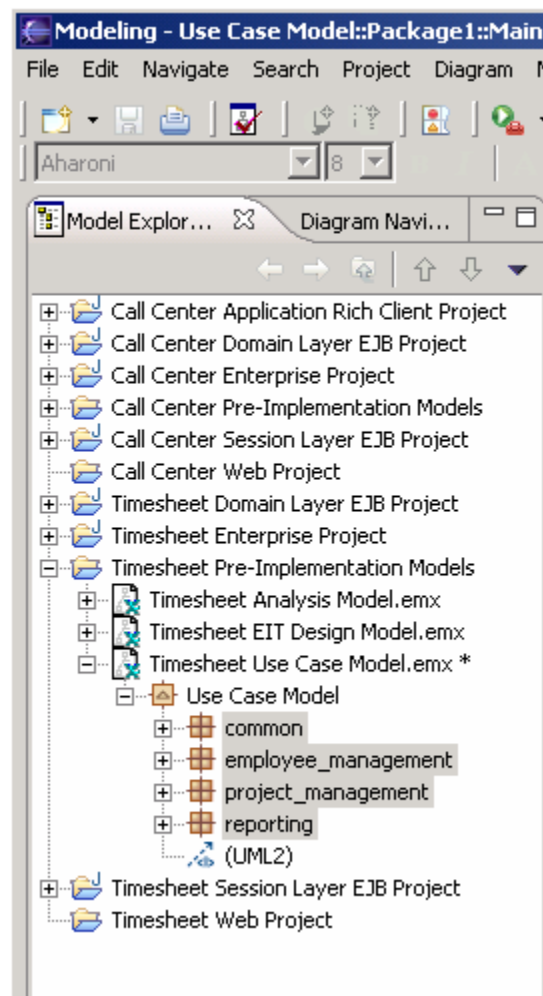 Modeling - Use Case Model::Package1::Main
File Edit Navigate Search Project Diagram
Aharoni 8
Model Explor... Diagram Navi...
Call Center Application Rich Client Project
Call Center Domain Layer EJB Project
Call Center Enterprise Project
Call Center Pre-Implementation Models
Call Center Session Layer EJB Project
Call Center Web Project
Timesheet Domain Layer EJB Project
Timesheet Enterprise Project
Timesheet Pre-Implementation Models
Timesheet Analysis Model.emx
Timesheet EIT Design Model.emx
Timesheet Use Case Model.emx *
Use Case Model
common
employee_management
project_management
reporting
(UML2)
Timesheet Session Layer EJB Project
Timesheet Web Project